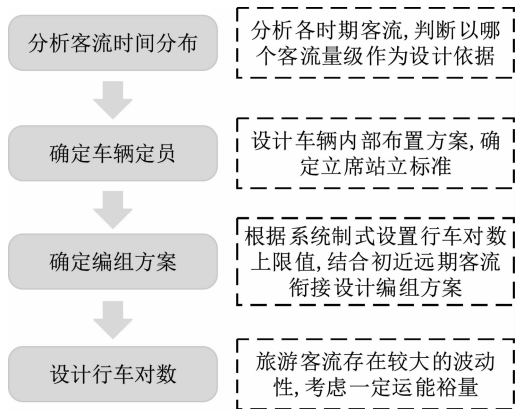 分析客流时间分布
分析各时期客流,判断以哪
个客流量级作为设计依据
确定车辆定员
设计车辆内部布置方案,确
定立席站立标准
确定编组方案
根据系统制式设置行车对数
上限值,结合初近远期客流
衔接设计编组方案
设计行车对数
旅游客流存在较大的波动
性,考虑一定运能裕量